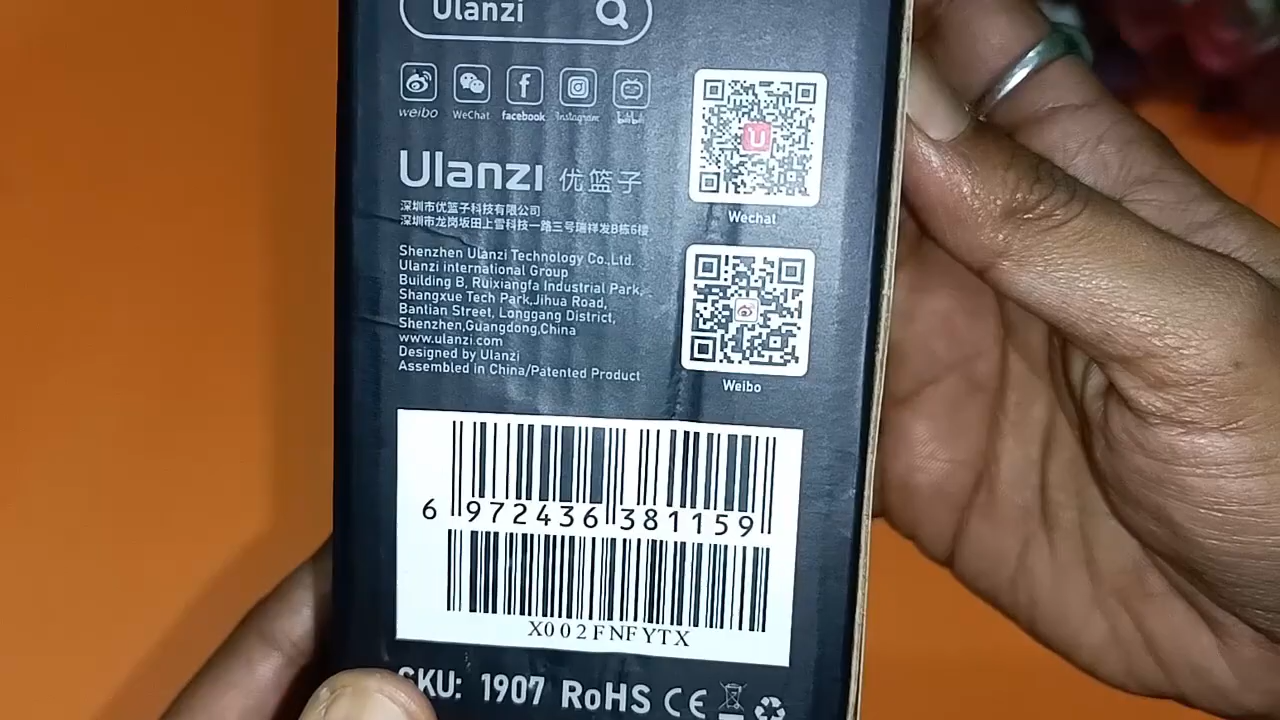 Ulanzi
weibo WeChat facebook Instagram bilibili
Ulanzi 优篮子
深圳市优篮子科技有限公司
深圳市龙岗坂田上雪科技一路三号瑞祥发B栋6楼
Shenzhen Ulanzi Technology Co.,Ltd.
Ulanzi international Group
Building B, Ruixiangfa Industrial Park,
Shangxue Tech Park,Jihua Road,
Bantian Street, Longgang District,
Shenzhen,Guangdong,China
www.ulanzi.com
Designed by Ulanzi
Assembled in China/Patented Product
Wechat
Weibo
6 972436 381159
X002FNFYTX
SKU: 1907 RoHS CE